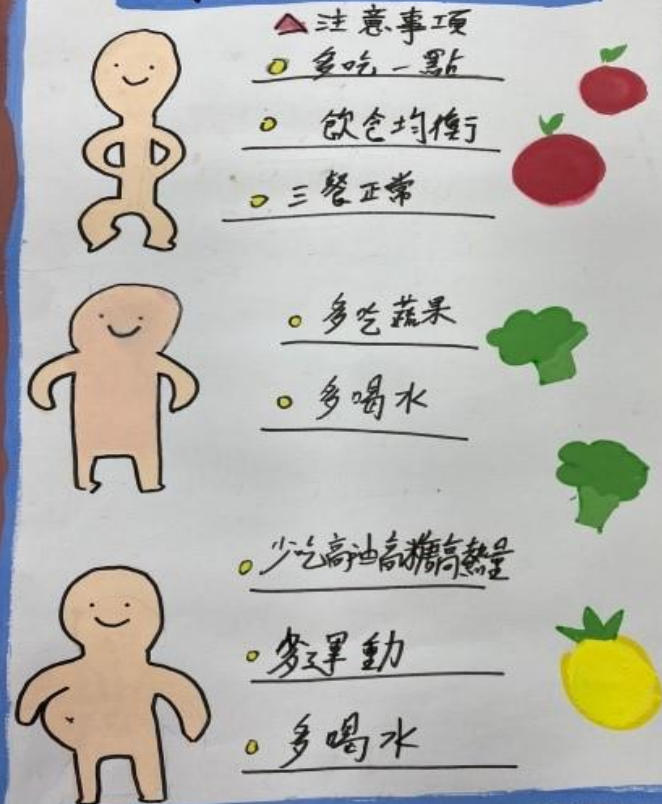 注意事項
多吃一點
飲食均衡
三餐正常
多吃蔬果
多喝水
少吃高油高糖高熱量
多運動
多喝水